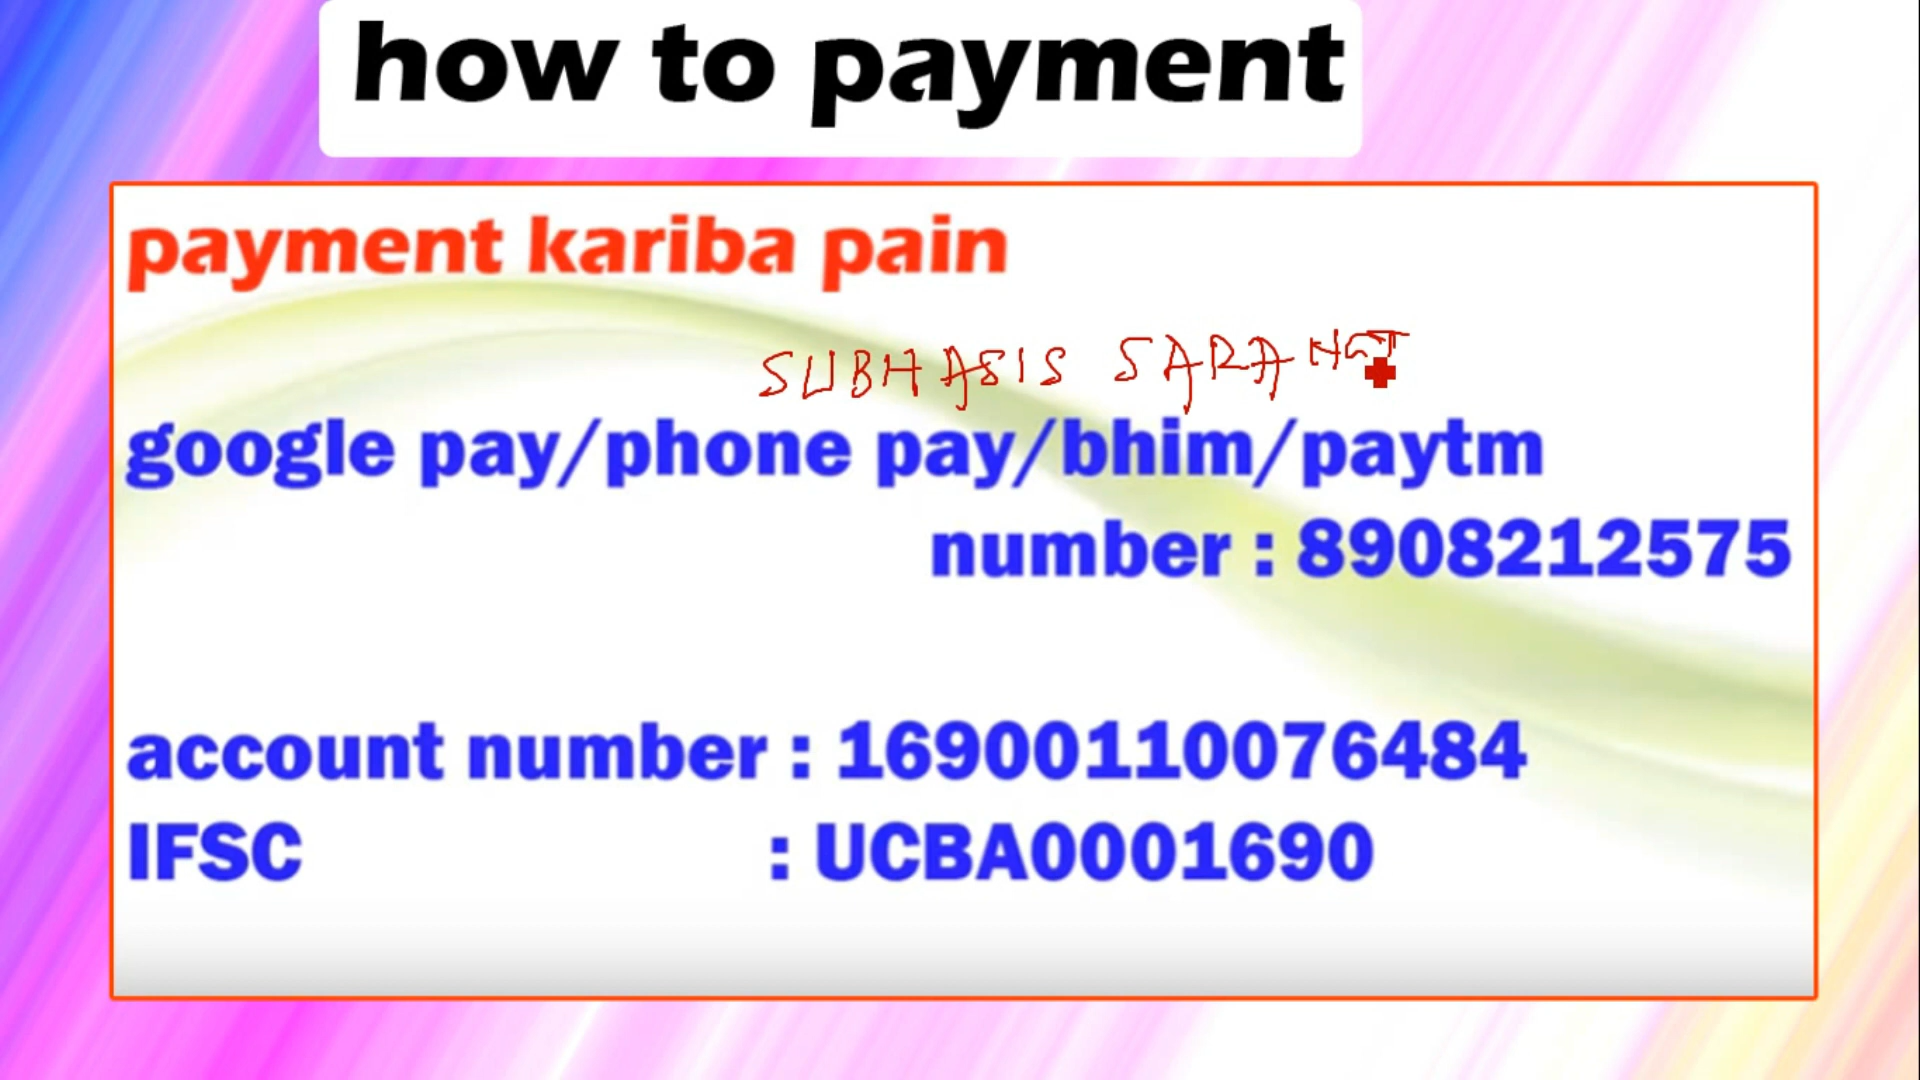 how to payment
payment kariba pain
SUBHASIS SARANGI
google pay/phone pay/bhim/paytm
number : 8908212575
account number : 16900110076484
IFSC : UCBA0001690